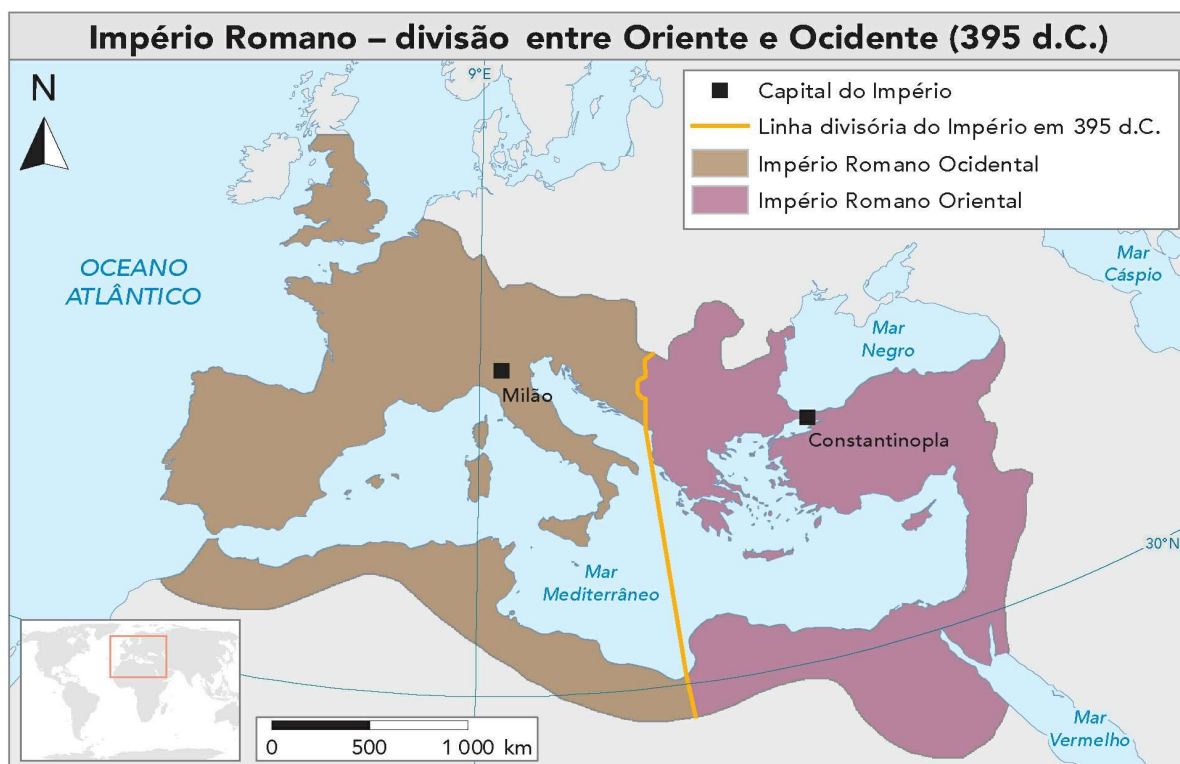 Império Romano – divisão entre Oriente e Ocidente (395 d.C.)
N
9°E
Capital do Império
Linha divisória do Império em 395 d.C.
Império Romano Ocidental
Império Romano Oriental
OCEANO
ATLÂNTICO
Mar
Cáspio
Mar
Negro
Milão
Constantinopla
30°N
Mar
Mediterrâneo
Mar
Vermelho
0 500 1 000 km